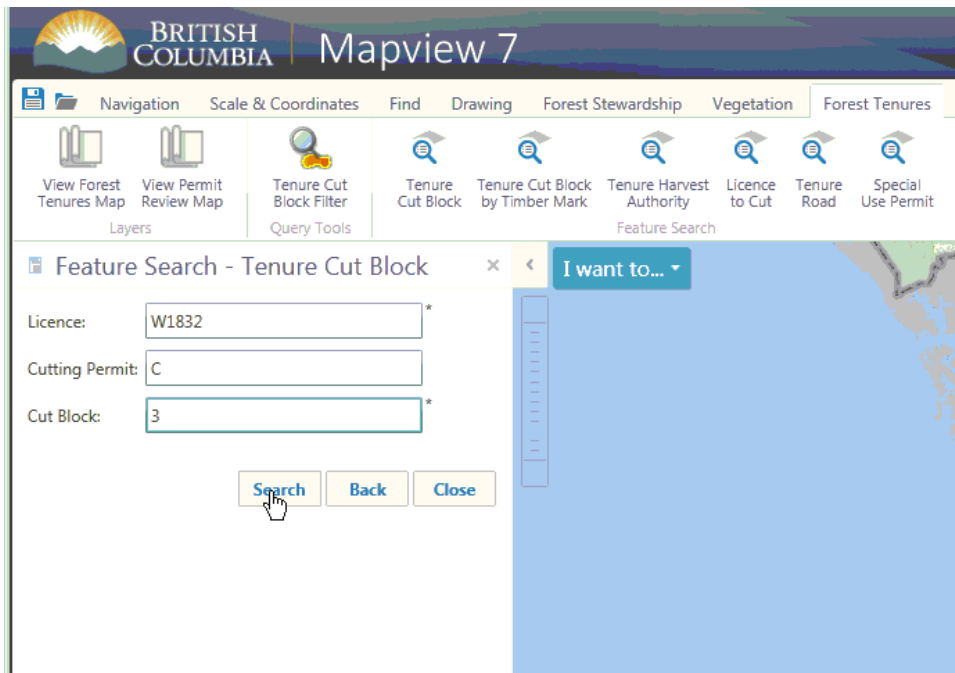 BRITISH
COLUMBIA
Mapview 7
Navigation Scale & Coordinates Find Drawing Forest Stewardship Vegetation Forest Tenures
View Forest
Tenures Map
View Permit
Review Map
Tenure Cut
Block Filter
Tenure
Cut Block
Tenure Cut Block
by Timber Mark
Tenure Harvest
Authority
Licence
to Cut
Tenure
Road
Special
Use Permit
Layers Query Tools Feature Search
Feature Search - Tenure Cut Block
I want to...
Licence: W1832 *
Cutting Permit: C
Cut Block: 3 *
Search Back Close